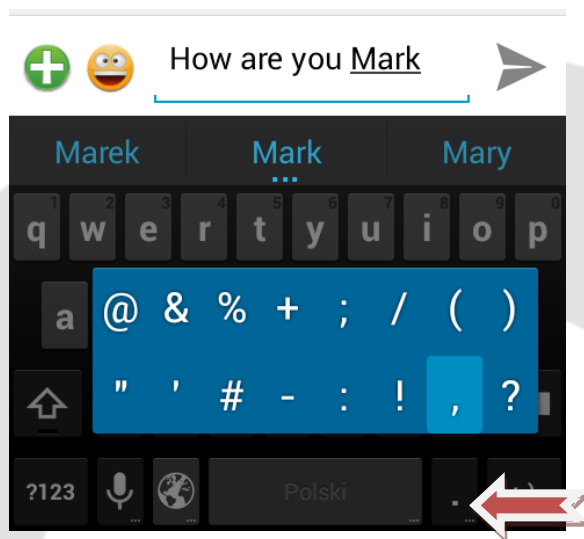 How are you Mark
Marek Mark Mary
1 2 3 4 5 6 7 8 9 0
q w e r t y u i o p
a @ & % + ; / ( )
" ' # - : ! , ?
?123 Polski .